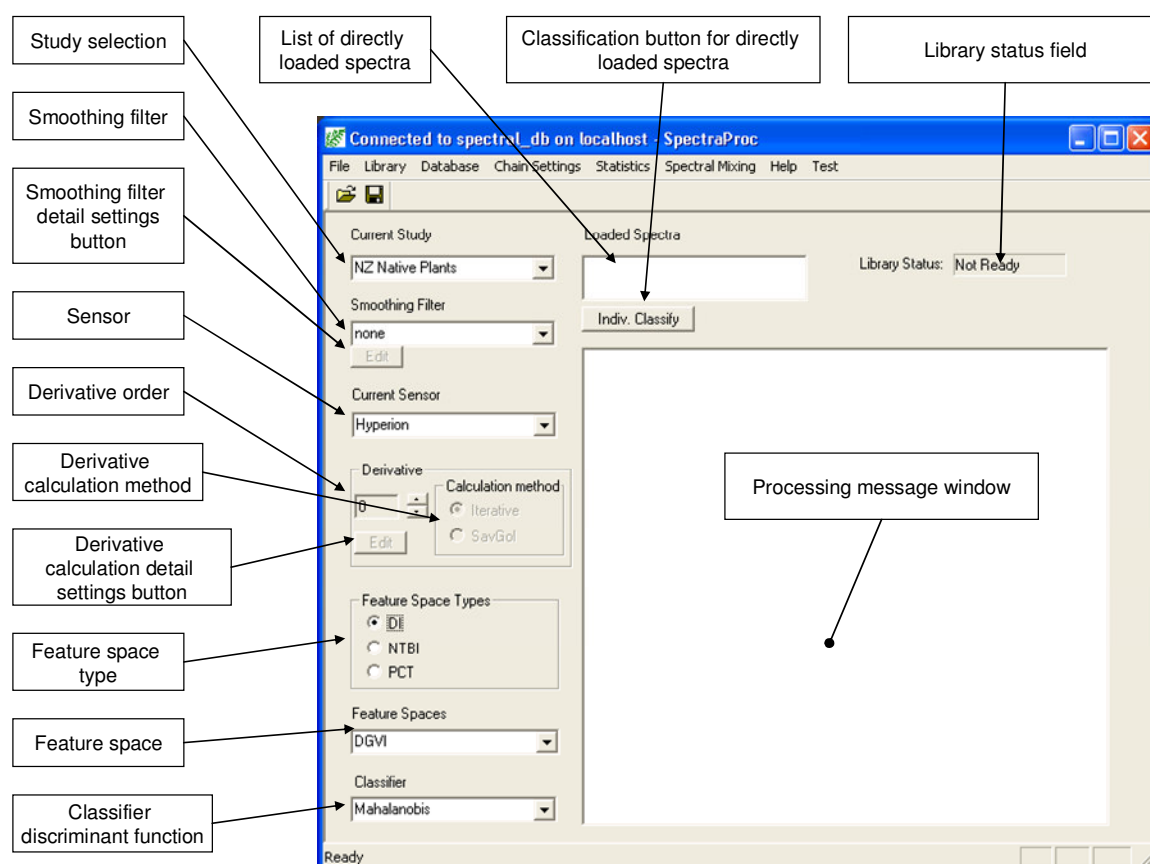 Study selection
List of directly
loaded spectra
Classification button for directly
loaded spectra
Library status field
Smoothing filter
Smoothing filter
detail settings
button
Sensor
Derivative order
Derivative
calculation method
Derivative
calculation detail
settings button
Feature space
type
Feature space
Classifier
discriminant function
Connected to spectral_db on localhost - SpectraProc
File Library Database Chain Settings Statistics Spectral Mixing Help Test
Current Study
NZ Native Plants
Smoothing Filter
none
Edit
Current Sensor
Hyperion
Derivative
0
Edit
Calculation method
Iterative
SavGol
Feature Space Types
DI
NTBI
PCT
Feature Spaces
DGVI
Classifier
Mahalanobis
Loaded Spectra
Indiv. Classify
Library Status: Not Ready
Processing message window
Ready